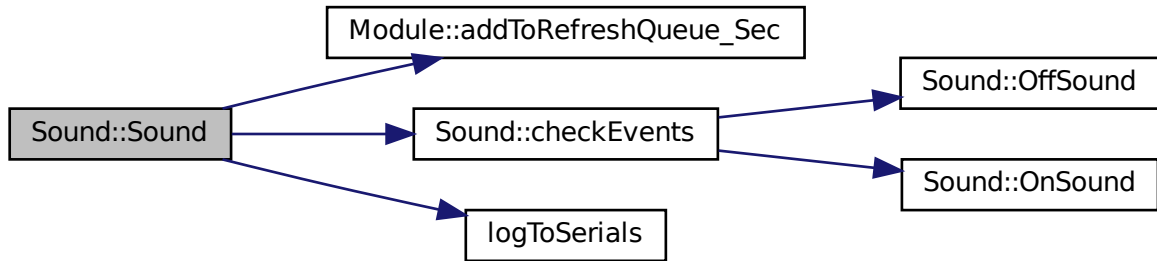 Module::addToRefreshQueue_Sec
Sound::OffSound
Sound::Sound
Sound::checkEvents
Sound::OnSound
logToSerials